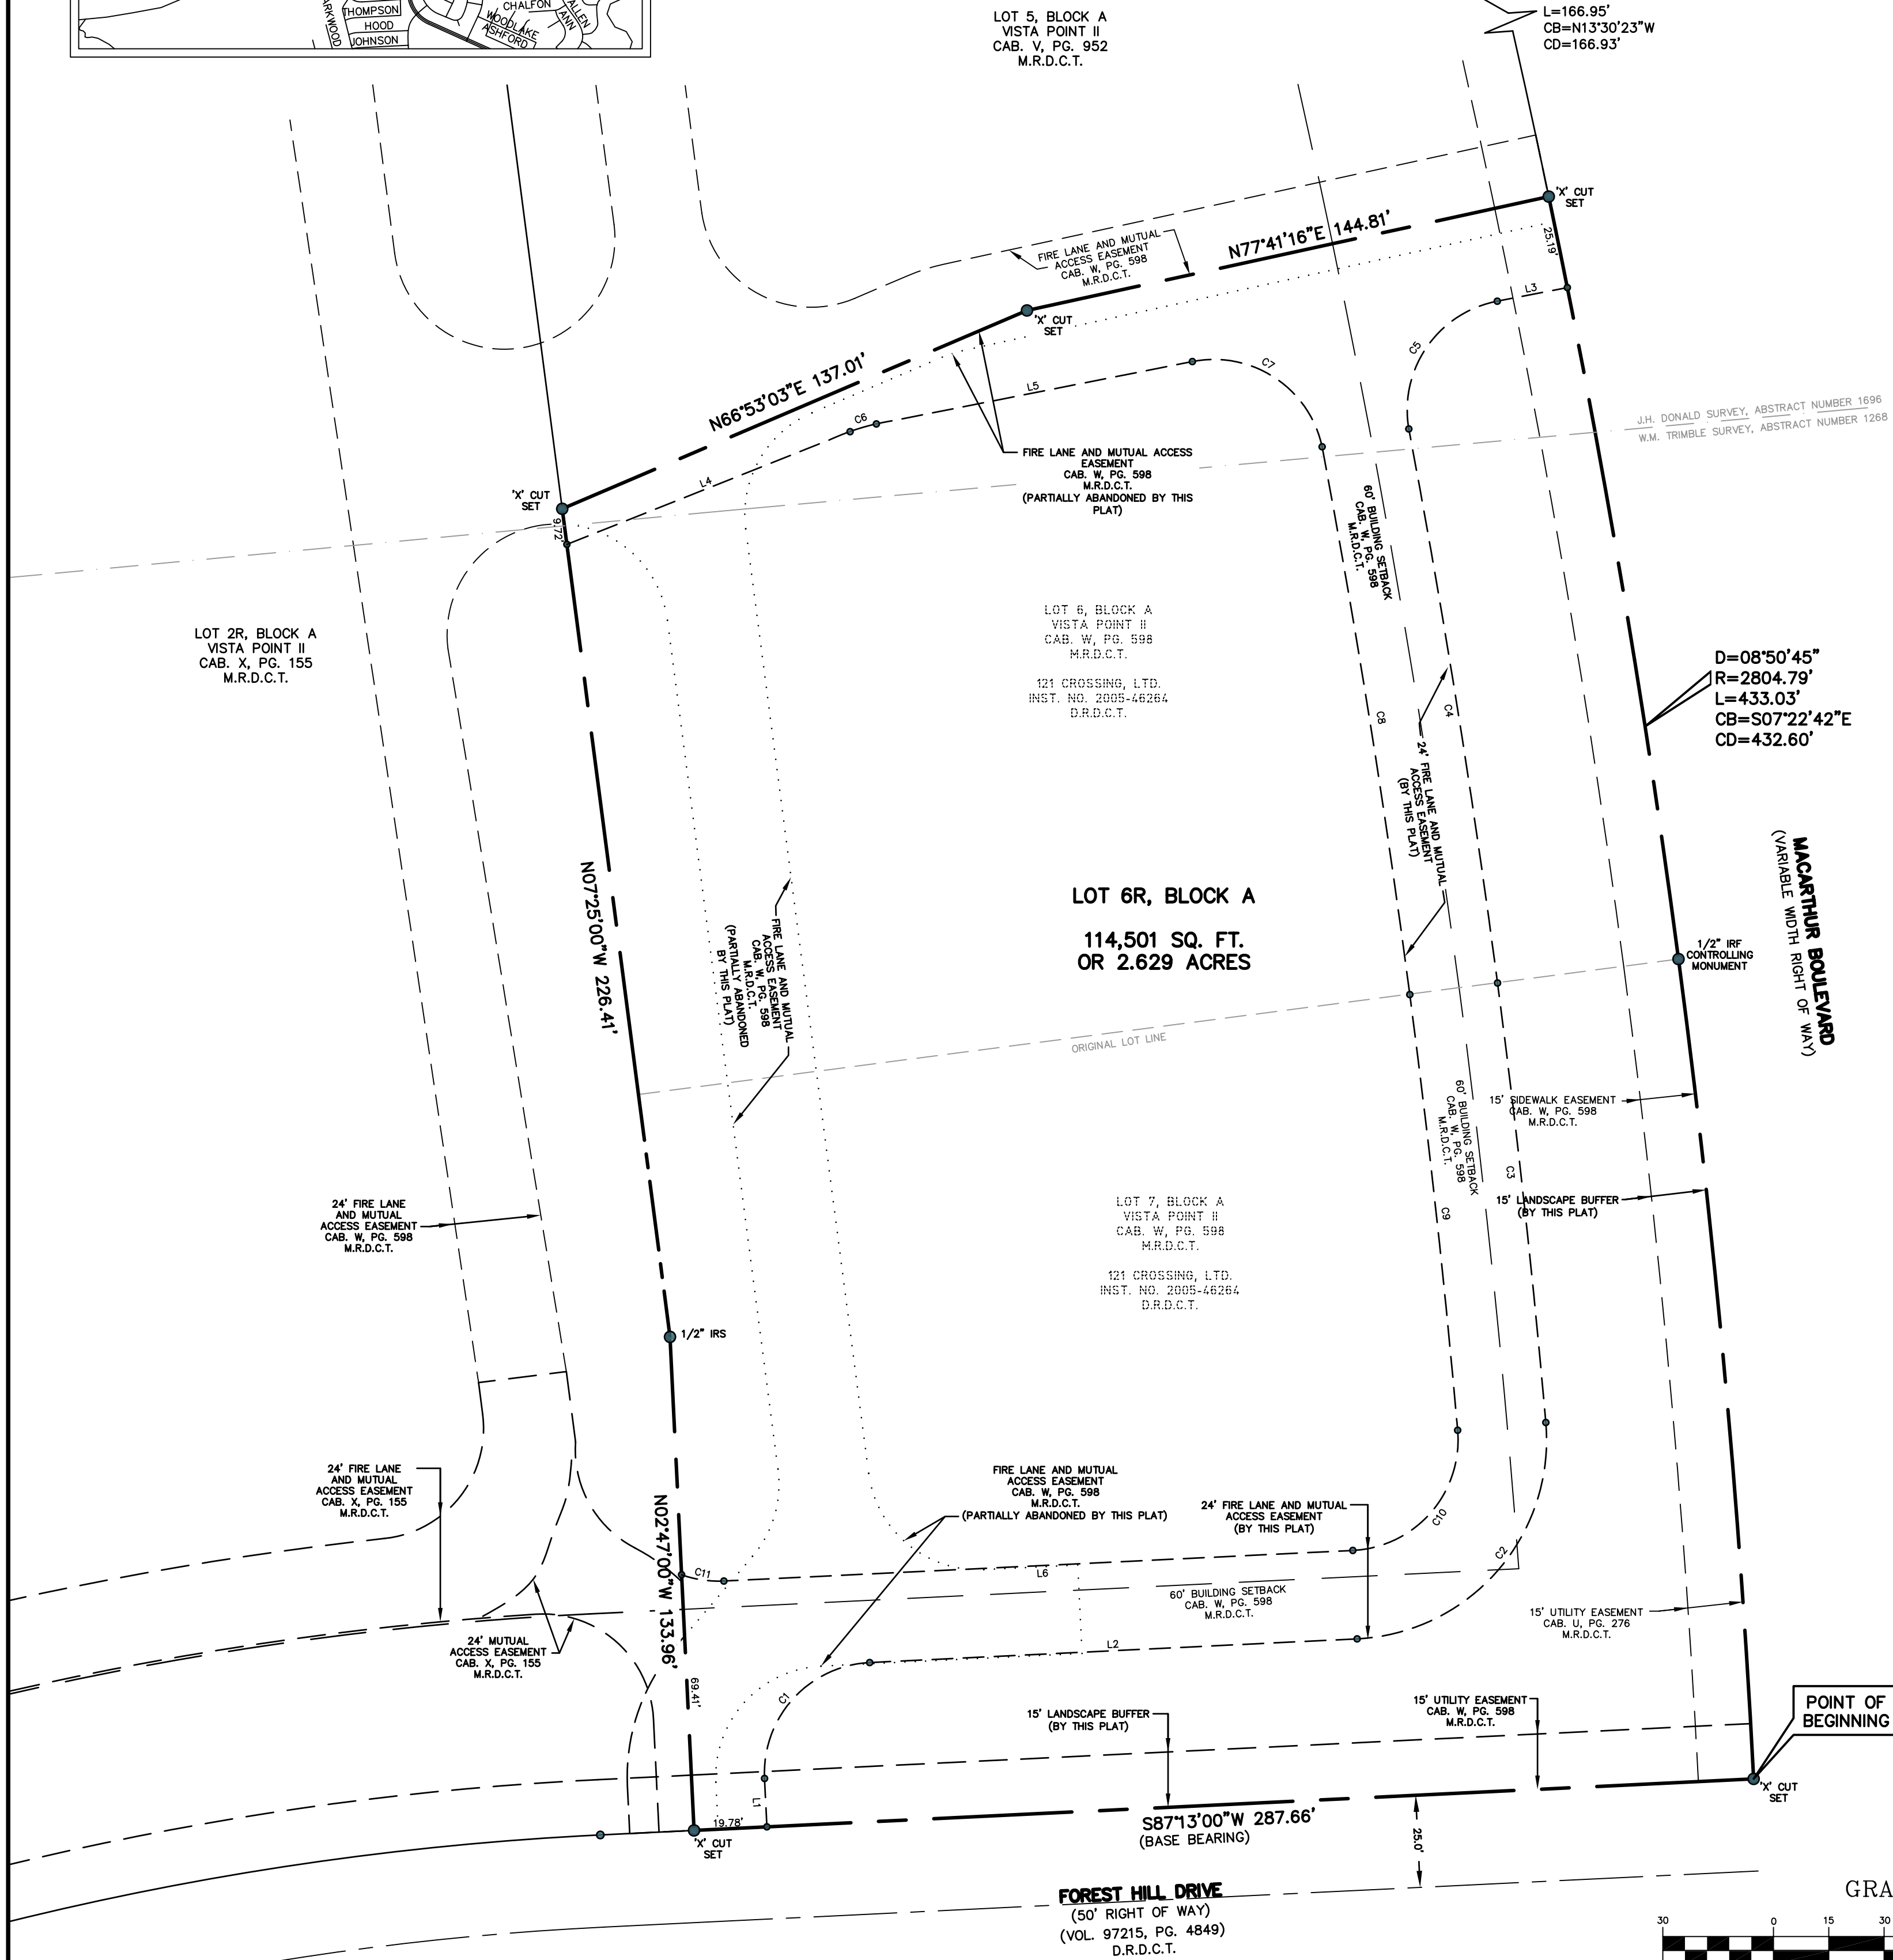 ARKWOOD
THOMPSON
HOOD
JOHNSON
CHALFON
WOODLAKE
ASHFORD
ALLEN
ANN
LOT 5, BLOCK A
VISTA POINT II
CAB. V, PG. 952
M.R.D.C.T.
L=166.95'
CB=N13°30'23"W
CD=166.93'
'X' CUT
SET
25.19'
N77°41'16"E 144.81'
FIRE LANE AND MUTUAL
ACCESS EASEMENT
CAB. W, PG. 598
M.R.D.C.T.
L3
'X' CUT
SET
C5
C7
L5
N66°53'03"E 137.01'
C6
J.H. DONALD SURVEY, ABSTRACT NUMBER 1696
W.M. TRIMBLE SURVEY, ABSTRACT NUMBER 1268
FIRE LANE AND MUTUAL ACCESS
EASEMENT
CAB. W, PG. 598
M.R.D.C.T.
(PARTIALLY ABANDONED BY THIS
PLAT)
L4
'X' CUT
SET
9.72'
60' BUILDING SETBACK
CAB. W, PG. 598
M.R.D.C.T.
LOT 2R, BLOCK A
VISTA POINT II
CAB. X, PG. 155
M.R.D.C.T.
LOT 6, BLOCK A
VISTA POINT II
CAB. W, PG. 598
M.R.D.C.T.
121 CROSSING, LTD.
INST. NO. 2005-46264
D.R.D.C.T.
C8
C4
D=08°50'45"
R=2804.79'
L=433.03'
CB=S07°22'42"E
CD=432.60'
24' FIRE LANE AND MUTUAL
ACCESS EASEMENT
(BY THIS PLAT)
MACARTHUR BOULEVARD
(VARIABLE WIDTH RIGHT OF WAY)
N07°25'00"W 226.41'
LOT 6R, BLOCK A
114,501 SQ. FT.
OR 2.629 ACRES
FIRE LANE AND MUTUAL
ACCESS EASEMENT
CAB. W, PG. 598
M.R.D.C.T.
(PARTIALLY ABANDONED
BY THIS PLAT)
1/2" IRF
CONTROLLING
MONUMENT
ORIGINAL LOT LINE
60' BUILDING SETBACK
CAB. W, PG. 598
M.R.D.C.T.
15' SIDEWALK EASEMENT
CAB. W, PG. 598
M.R.D.C.T.
C3
C9
15' LANDSCAPE BUFFER
(BY THIS PLAT)
24' FIRE LANE
AND MUTUAL
ACCESS EASEMENT
CAB. W, PG. 598
M.R.D.C.T.
LOT 7, BLOCK A
VISTA POINT II
CAB. W, PG. 598
M.R.D.C.T.
121 CROSSING, LTD.
INST. NO. 2005-46264
D.R.D.C.T.
1/2" IRS
24' FIRE LANE
AND MUTUAL
ACCESS EASEMENT
CAB. X, PG. 155
M.R.D.C.T.
N02°47'00"W 133.96'
FIRE LANE AND MUTUAL
ACCESS EASEMENT
CAB. W, PG. 598
M.R.D.C.T.
(PARTIALLY ABANDONED BY THIS PLAT)
24' FIRE LANE AND MUTUAL
ACCESS EASEMENT
(BY THIS PLAT)
C10
C2
C11
L6
60' BUILDING SETBACK
CAB. W, PG. 598
M.R.D.C.T.
15' UTILITY EASEMENT
CAB. U, PG. 276
M.R.D.C.T.
24' MUTUAL
ACCESS EASEMENT
CAB. X, PG. 155
M.R.D.C.T.
L2
69.41'
C1
15' LANDSCAPE BUFFER
(BY THIS PLAT)
15' UTILITY EASEMENT
CAB. W, PG. 598
M.R.D.C.T.
POINT OF
BEGINNING
'X' CUT
SET
L1
19.78'
'X' CUT
SET
S87°13'00"W 287.66'
(BASE BEARING)
25.0'
FOREST HILL DRIVE
(50' RIGHT OF WAY)
(VOL. 97215, PG. 4849)
D.R.D.C.T.
GRA
30 0 15 30